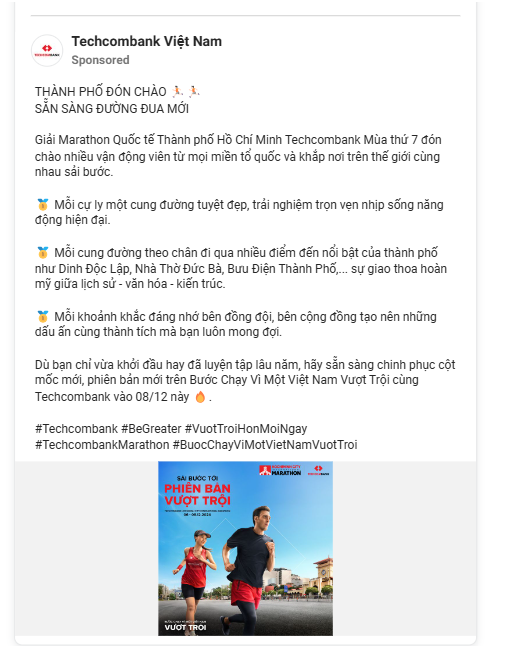 Techcombank Việt Nam
Sponsored
THÀNH PHỐ ĐÓN CHÀO
SẴN SÀNG ĐƯỜNG ĐUA MỚI
Giải Marathon Quốc tế Thành phố Hồ Chí Minh Techcombank Mùa thứ 7 đón
chào nhiều vận động viên từ mọi miền tổ quốc và khắp nơi trên thế giới cùng
nhau sải bước.
Mỗi cự ly một cung đường tuyệt đẹp, trải nghiệm trọn vẹn nhịp sống năng
động hiện đại.
Mỗi cung đường theo chân đi qua nhiều điểm đến nổi bật của thành phố
như Dinh Độc Lập, Nhà Thờ Đức Bà, Bưu Điện Thành Phố,... sự giao thoa hoàn
mỹ giữa lịch sử - văn hóa - kiến trúc.
Mỗi khoảnh khắc đáng nhớ bên đồng đội, bên cộng đồng tạo nên những
dấu ấn cùng thành tích mà bạn luôn mong đợi.
Dù bạn chỉ vừa khởi đầu hay đã luyện tập lâu năm, hãy sẵn sàng chinh phục cột
mốc mới, phiên bản mới trên Bước Chạy Vì Một Việt Nam Vượt Trội cùng
Techcombank vào 08/12 này .
#Techcombank #BeGreater #VuotTroiHonMoiNgay
#TechcombankMarathon #BuocChayViMotVietNamVuotTroi
MARATHON
SẢI BƯỚC TỚI
PHIÊN BẢN
VƯỢT TRỘI
VƯỢT TRỘI